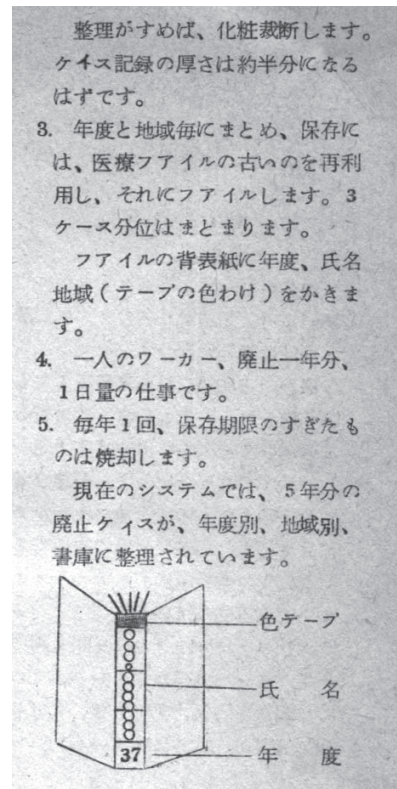 整理がすめば、化粧裁断します。
ケイス記録の厚さは約半分になる
はずです。
3. 年度と地域毎にまとめ、保存に
は、医療フアイルの古いのを再利
用し、それにフアイルします。3
ケース分位はまとまります。
フアイルの背表紙に年度、氏名
地域（テープの色わけ）をかきま
す。
4. 一人のワーカー、廃止一年分、
1日量の仕事です。
5. 毎年1回、保存期限のすぎたも
のは焼却します。
現在のシステムでは、5年分の
廃止ケィスが、年度別、地域別、
書庫に整理されています。
色テープ
氏　名
37
年　度